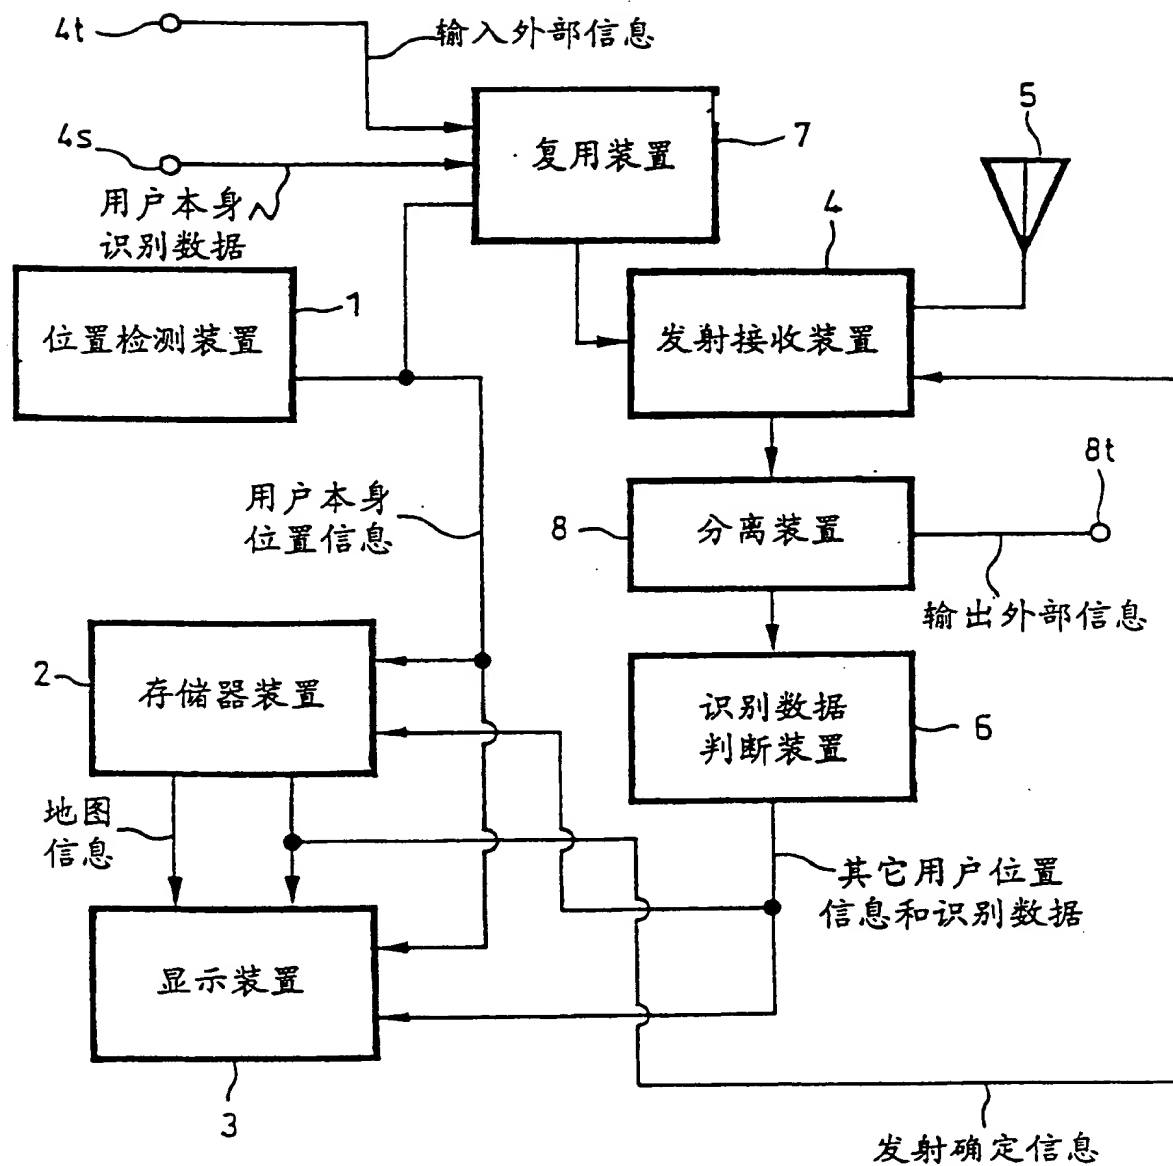 4t
输入外部信息
4s
复用装置
7
5
用户本身
识别数据
4
1
位置检测装置
发射接收装置
8t
用户本身
位置信息
8
分离装置
输出外部信息
2
存储器装置
识别数据
判断装置
6
地图
信息
其它用户位置
信息和识别数据
显示装置
3
发射确定信息